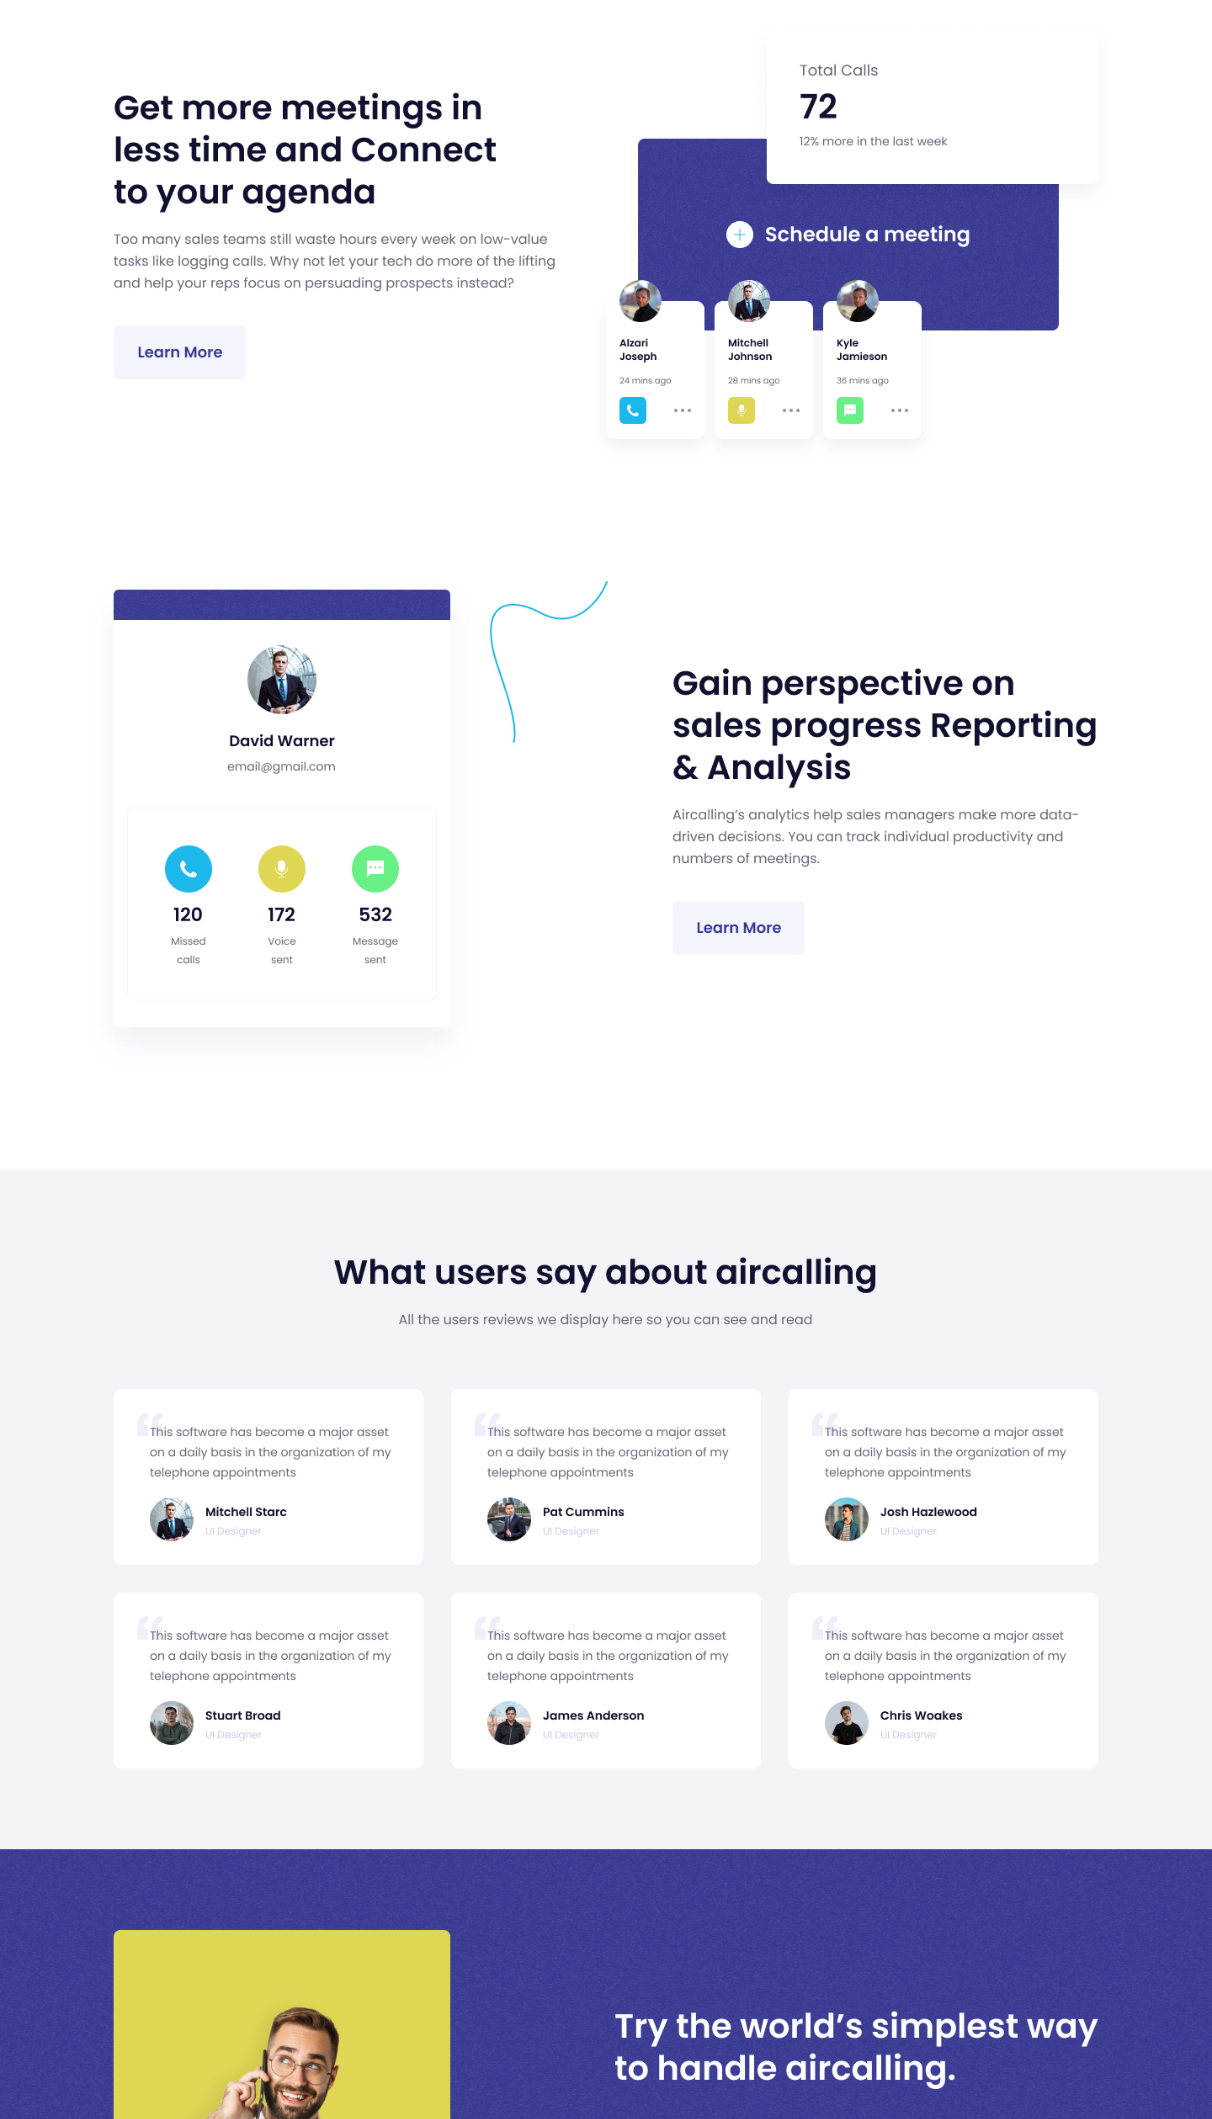 Get more meetings in
less time and Connect
to your agenda
Too many sales teams still waste hours every week on low-value
tasks like logging calls. Why not let your tech do more of the lifting
and help your reps focus on persuading prospects instead?
Learn More
Total Calls
72
12% more in the last week
Schedule a meeting
Alzari
Joseph
24 mins ago
Mitchell
Johnson
28 mins ago
Kyle
Jamieson
36 mins ago
David Warner
email@gmail.com
120
Missed
calls
172
Voice
sent
532
Message
sent
Gain perspective on
sales progress Reporting
& Analysis
Aircalling’s analytics help sales managers make more data-
driven decisions. You can track individual productivity and
numbers of meetings.
Learn More
What users say about aircalling
All the users reviews we display here so you can see and read
This software has become a major asset
on a daily basis in the organization of my
telephone appointments
Mitchell Starc
UI Designer
This software has become a major asset
on a daily basis in the organization of my
telephone appointments
Pat Cummins
UI Designer
This software has become a major asset
on a daily basis in the organization of my
telephone appointments
Josh Hazlewood
UI Designer
This software has become a major asset
on a daily basis in the organization of my
telephone appointments
Stuart Broad
UI Designer
This software has become a major asset
on a daily basis in the organization of my
telephone appointments
James Anderson
UI Designer
This software has become a major asset
on a daily basis in the organization of my
telephone appointments
Chris Woakes
UI Designer
Try the world’s simplest way
to handle aircalling.